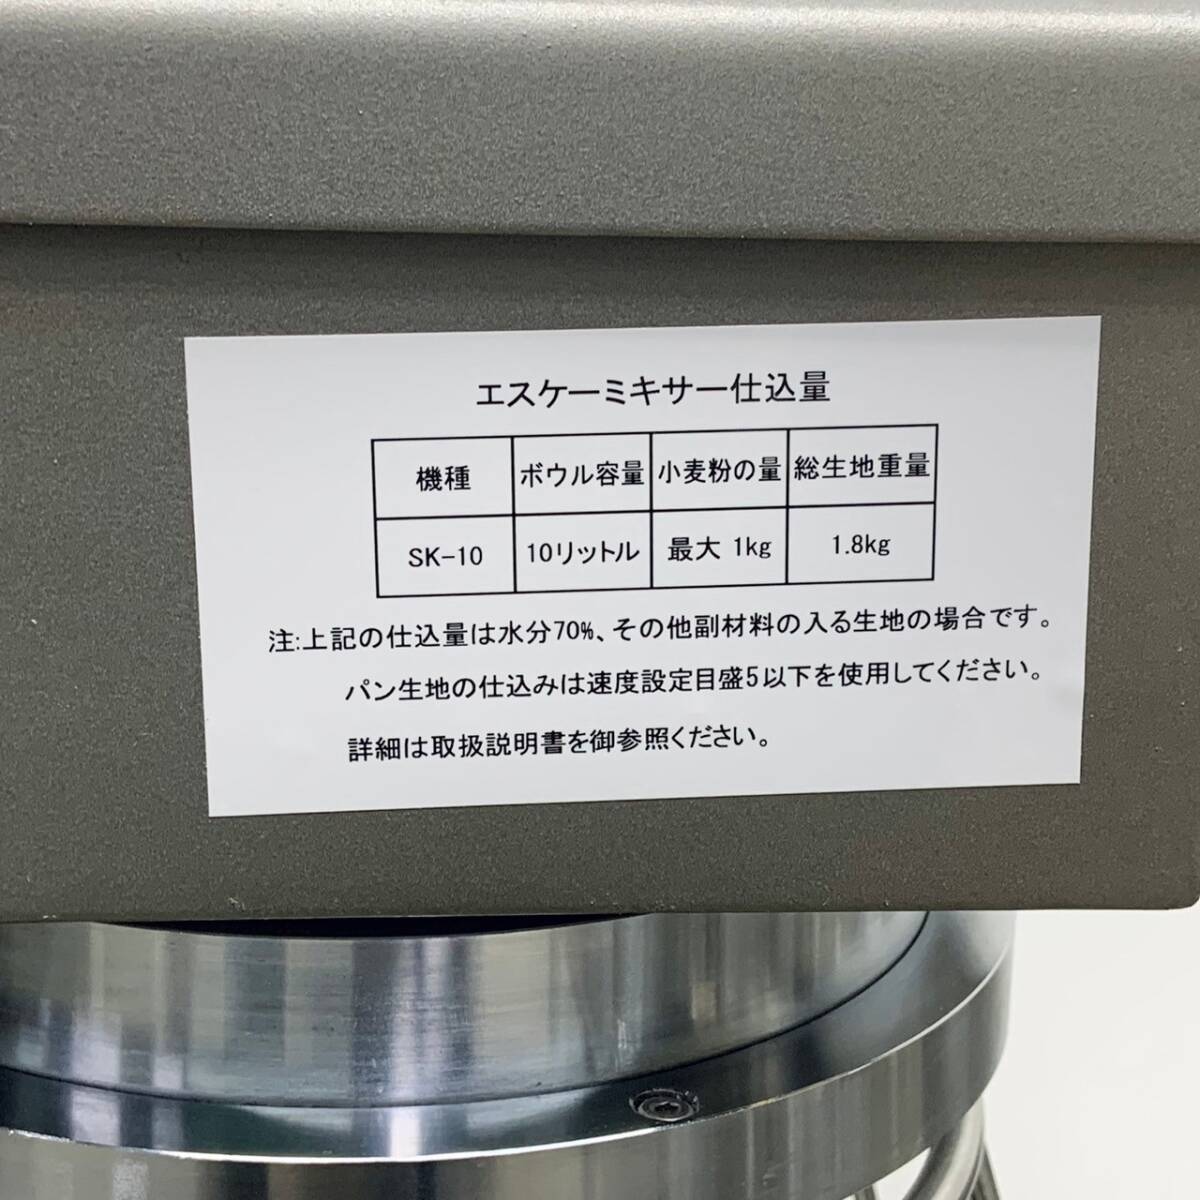 エスケーミキサー仕込量
機種 ボウル容量 小麦粉の量 総生地重量
SK-10 10リットル 最大 1kg 1.8kg
注:上記の仕込量は水分70%、その他副材料の入る生地の場合です。
パン生地の仕込みは速度設定目盛5以下を使用してください。
詳細は取扱説明書を御参照ください。